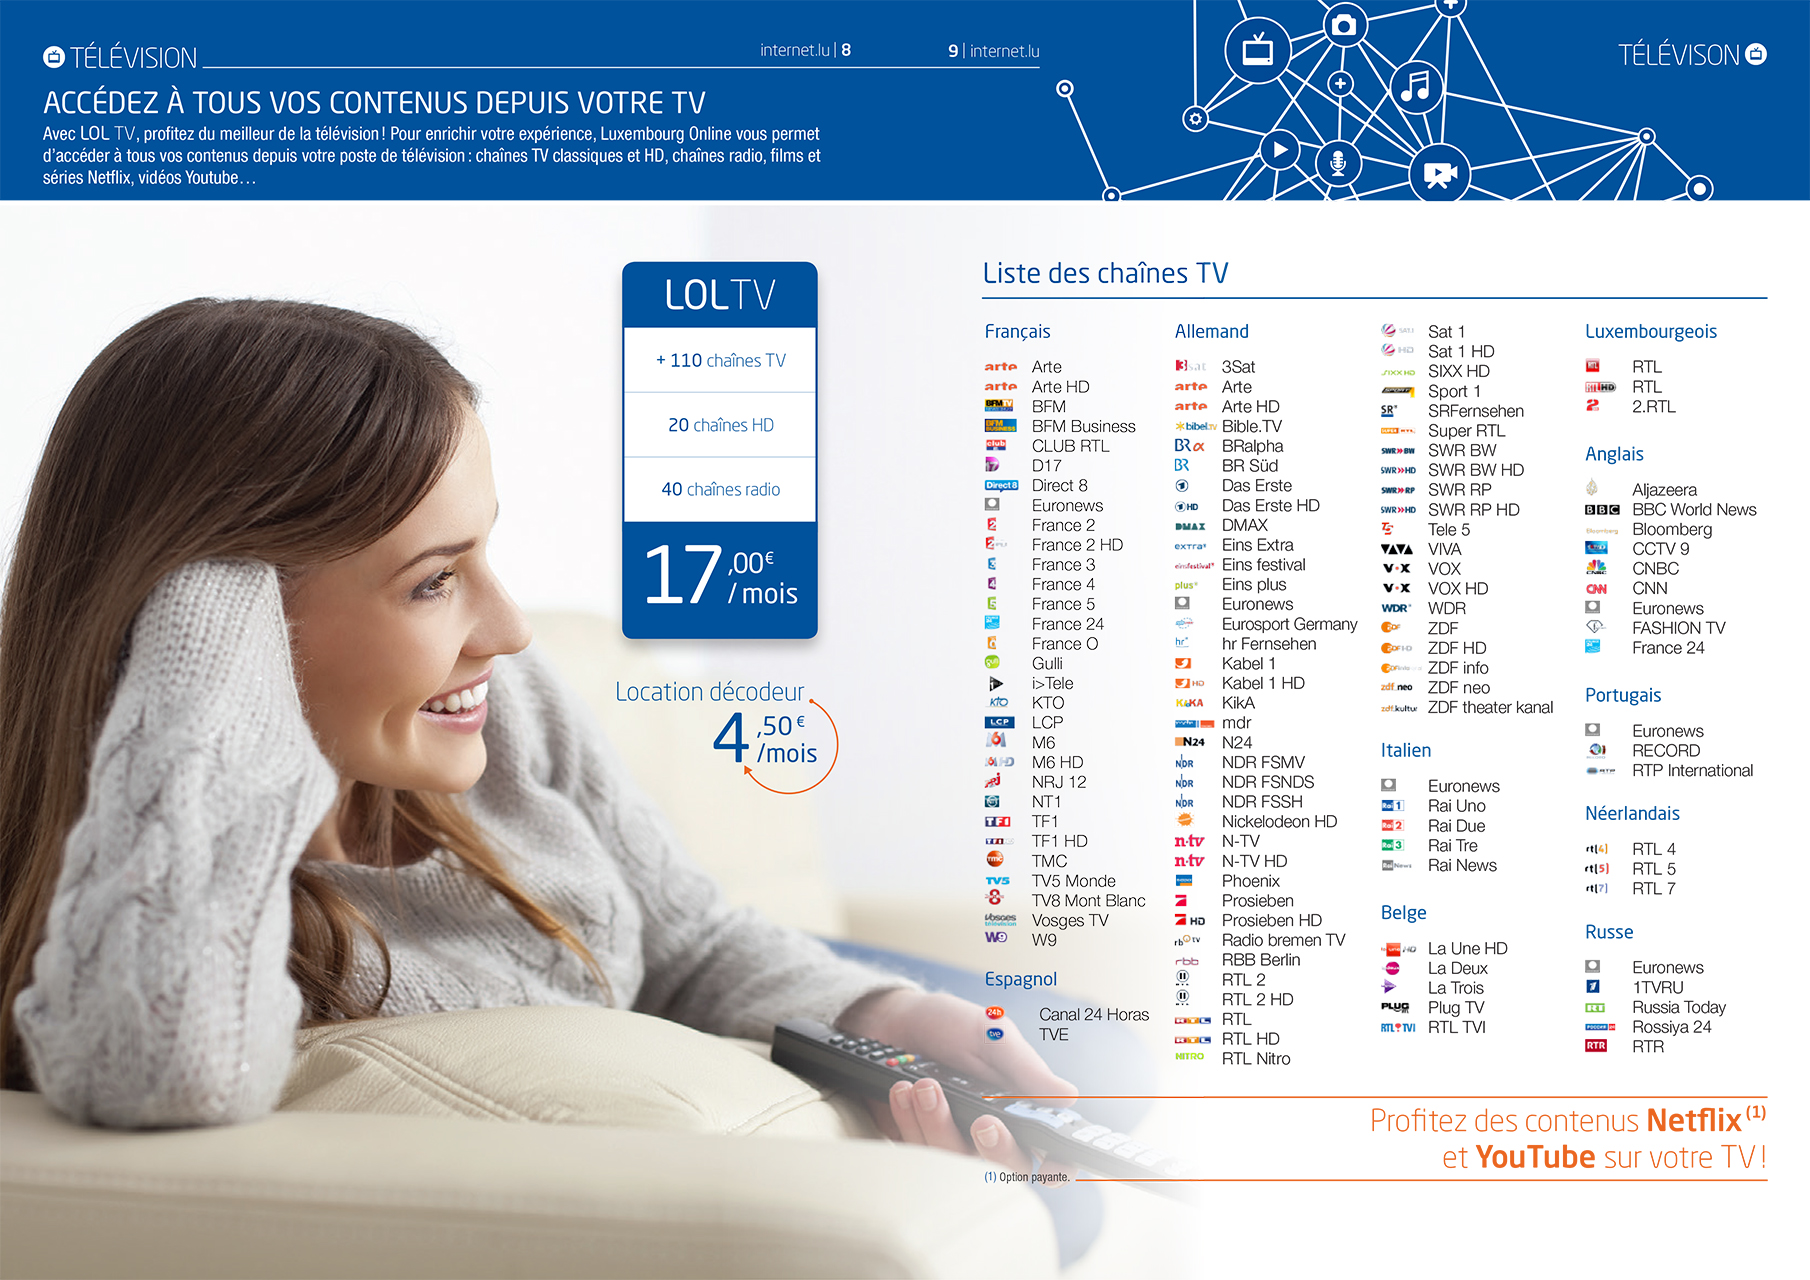 TÉLÉVISION
internet.lu | 8
9 | internet.lu
TÉLÉVISON
ACCÉDEZ À TOUS VOS CONTENUS DEPUIS VOTRE TV
Avec LOL TV, profitez du meilleur de la télévision ! Pour enrichir votre expérience, Luxembourg Online vous permet
d'accéder à tous vos contenus depuis votre poste de télévision : chaînes TV classiques et HD, chaînes radio, films et
séries Netflix, vidéos Youtube…
LOLTV
+ 110 chaînes TV
20 chaînes HD
40 chaînes radio
17,00€
/ mois
Location décodeur
4,50 €
/mois
Liste des chaînes TV
Français
Arte
Arte HD
BFM
BFM Business
CLUB RTL
D17
Direct 8
Euronews
France 2
France 2 HD
France 3
France 4
France 5
France 24
France O
Gulli
i>Tele
KTO
LCP
M6
M6 HD
NRJ 12
NT1
TF1
TF1 HD
TMC
TV5 Monde
TV8 Mont Blanc
Vosges TV
W9
Espagnol
Canal 24 Horas
TVE
Allemand
3Sat
Arte
Arte HD
Bible.TV
BRalpha
BR Süd
Das Erste
Das Erste HD
DMAX
Eins Extra
Eins festival
Eins plus
Euronews
Eurosport Germany
hr Fernsehen
Kabel 1
Kabel 1 HD
KikA
mdr
N24
NDR FSMV
NDR FSNDS
NDR FSSH
Nickelodeon HD
N-TV
N-TV HD
Phoenix
Prosieben
Prosieben HD
Radio bremen TV
RBB Berlin
RTL 2
RTL 2 HD
RTL
RTL HD
RTL Nitro
Sat 1
Sat 1 HD
SIXX HD
Sport 1
SRFernsehen
Super RTL
SWR BW
SWR BW HD
SWR RP
SWR RP HD
Tele 5
VIVA
VOX
VOX HD
WDR
ZDF
ZDF HD
ZDF info
ZDF neo
ZDF theater kanal
Italien
Euronews
Rai Uno
Rai Due
Rai Tre
Rai News
Belge
La Une HD
La Deux
La Trois
Plug TV
RTL TVI
Luxembourgeois
RTL
RTL
2.RTL
Anglais
Aljazeera
BBC World News
Bloomberg
CCTV 9
CNBC
CNN
Euronews
FASHION TV
France 24
Portugais
Euronews
RECORD
RTP International
Néerlandais
RTL 4
RTL 5
RTL 7
Russe
Euronews
1TVRU
Russia Today
Rossiya 24
RTR
Profitez des contenus Netflix (1)
et YouTube sur votre TV !
(1) Option payante.